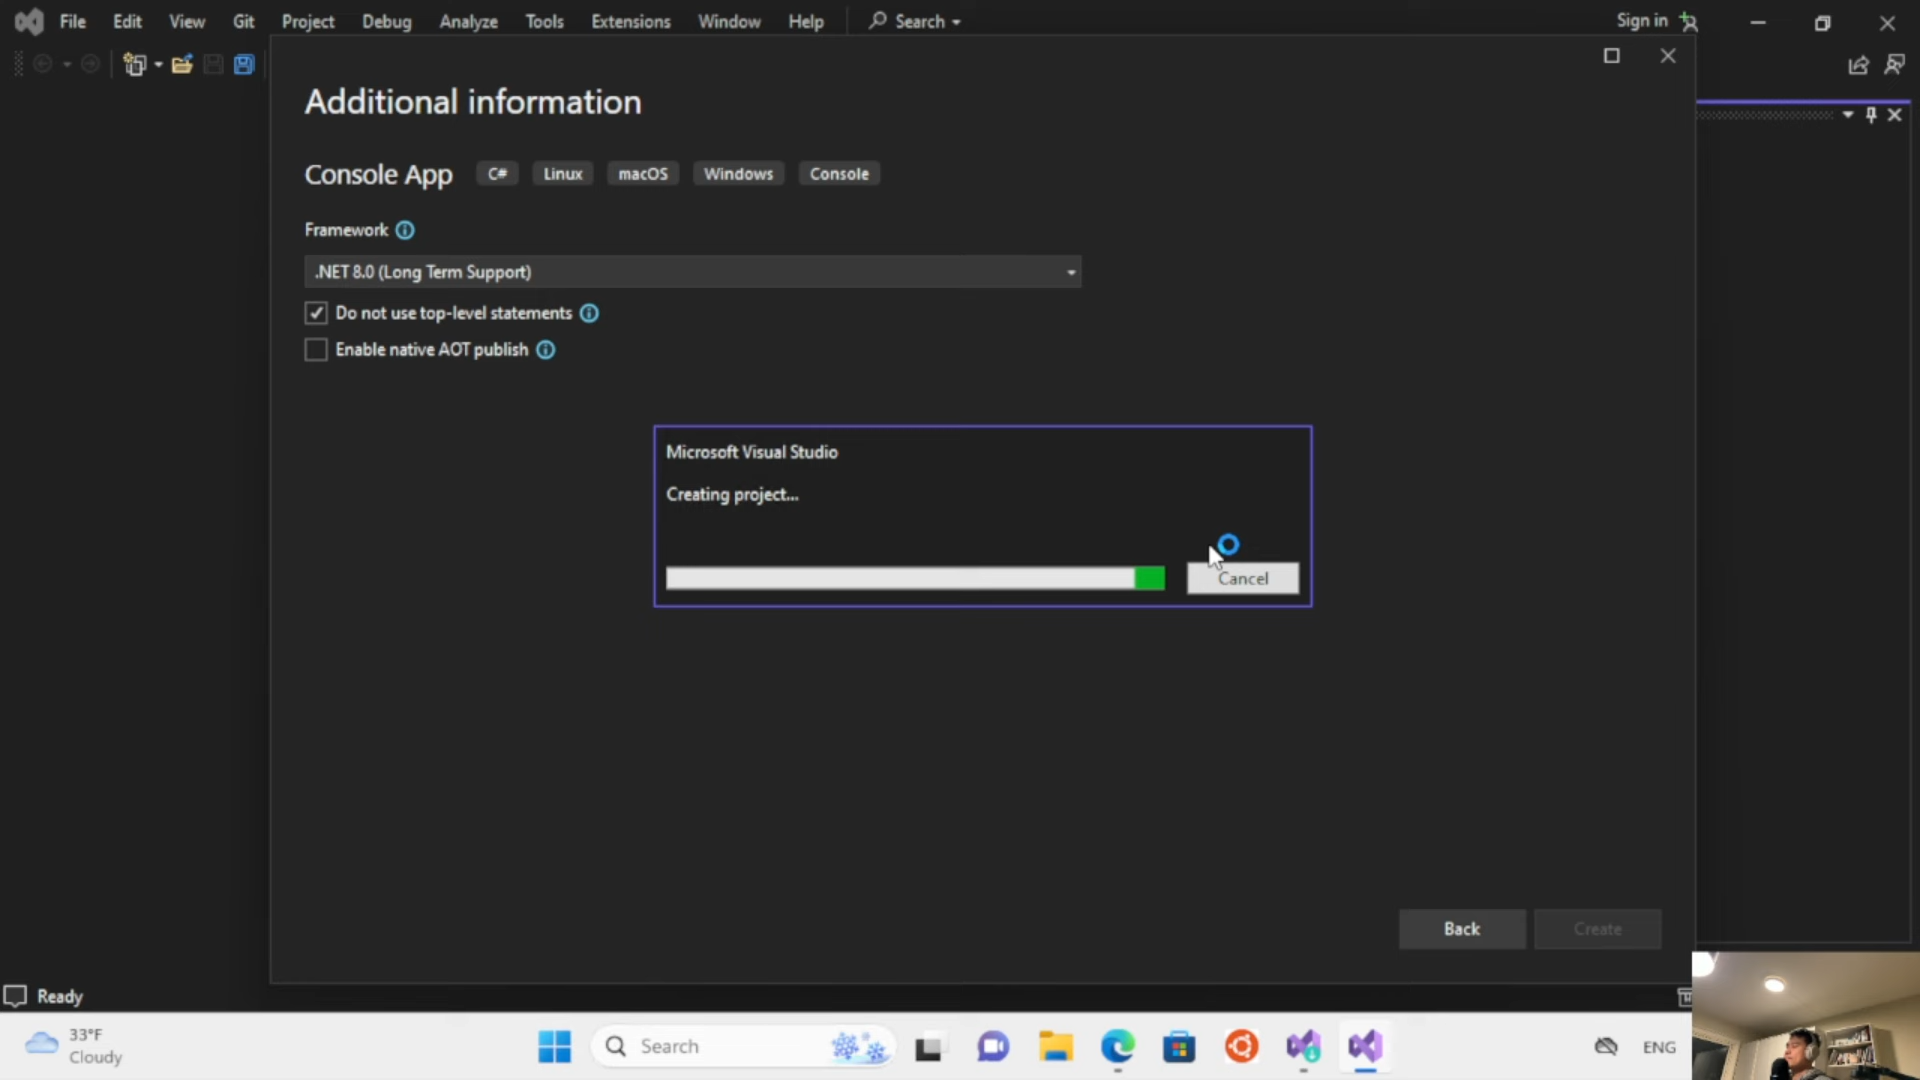 File Edit View Git Project Debug Analyze Tools Extensions Window Help Search Sign in
Additional information
Console App C# Linux macOS Windows Console
Framework
.NET 8.0 (Long Term Support)
Do not use top-level statements
Enable native AOT publish
Microsoft Visual Studio
Creating project...
Cancel
Back Create
Ready
33°F
Cloudy
Search
ENG